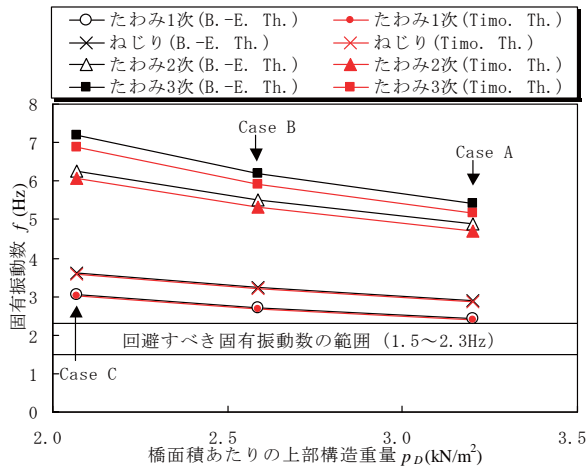 たわみ1次(B.-E. Th.) たわみ1次(Timo. Th.)
ねじり(B.-E. Th.) ねじり(Timo. Th.)
たわみ2次(B.-E. Th.) たわみ2次(Timo. Th.)
たわみ3次(B.-E. Th.) たわみ3次(Timo. Th.)
8
7
6
5
4
3
2
1
0
固有振動数 f (Hz)
Case B
Case A
回避すべき固有振動数の範囲 (1.5～2.3Hz)
Case C
2.0 2.5 3.0 3.5
橋面積あたりの上部構造重量 p_D(kN/m²)